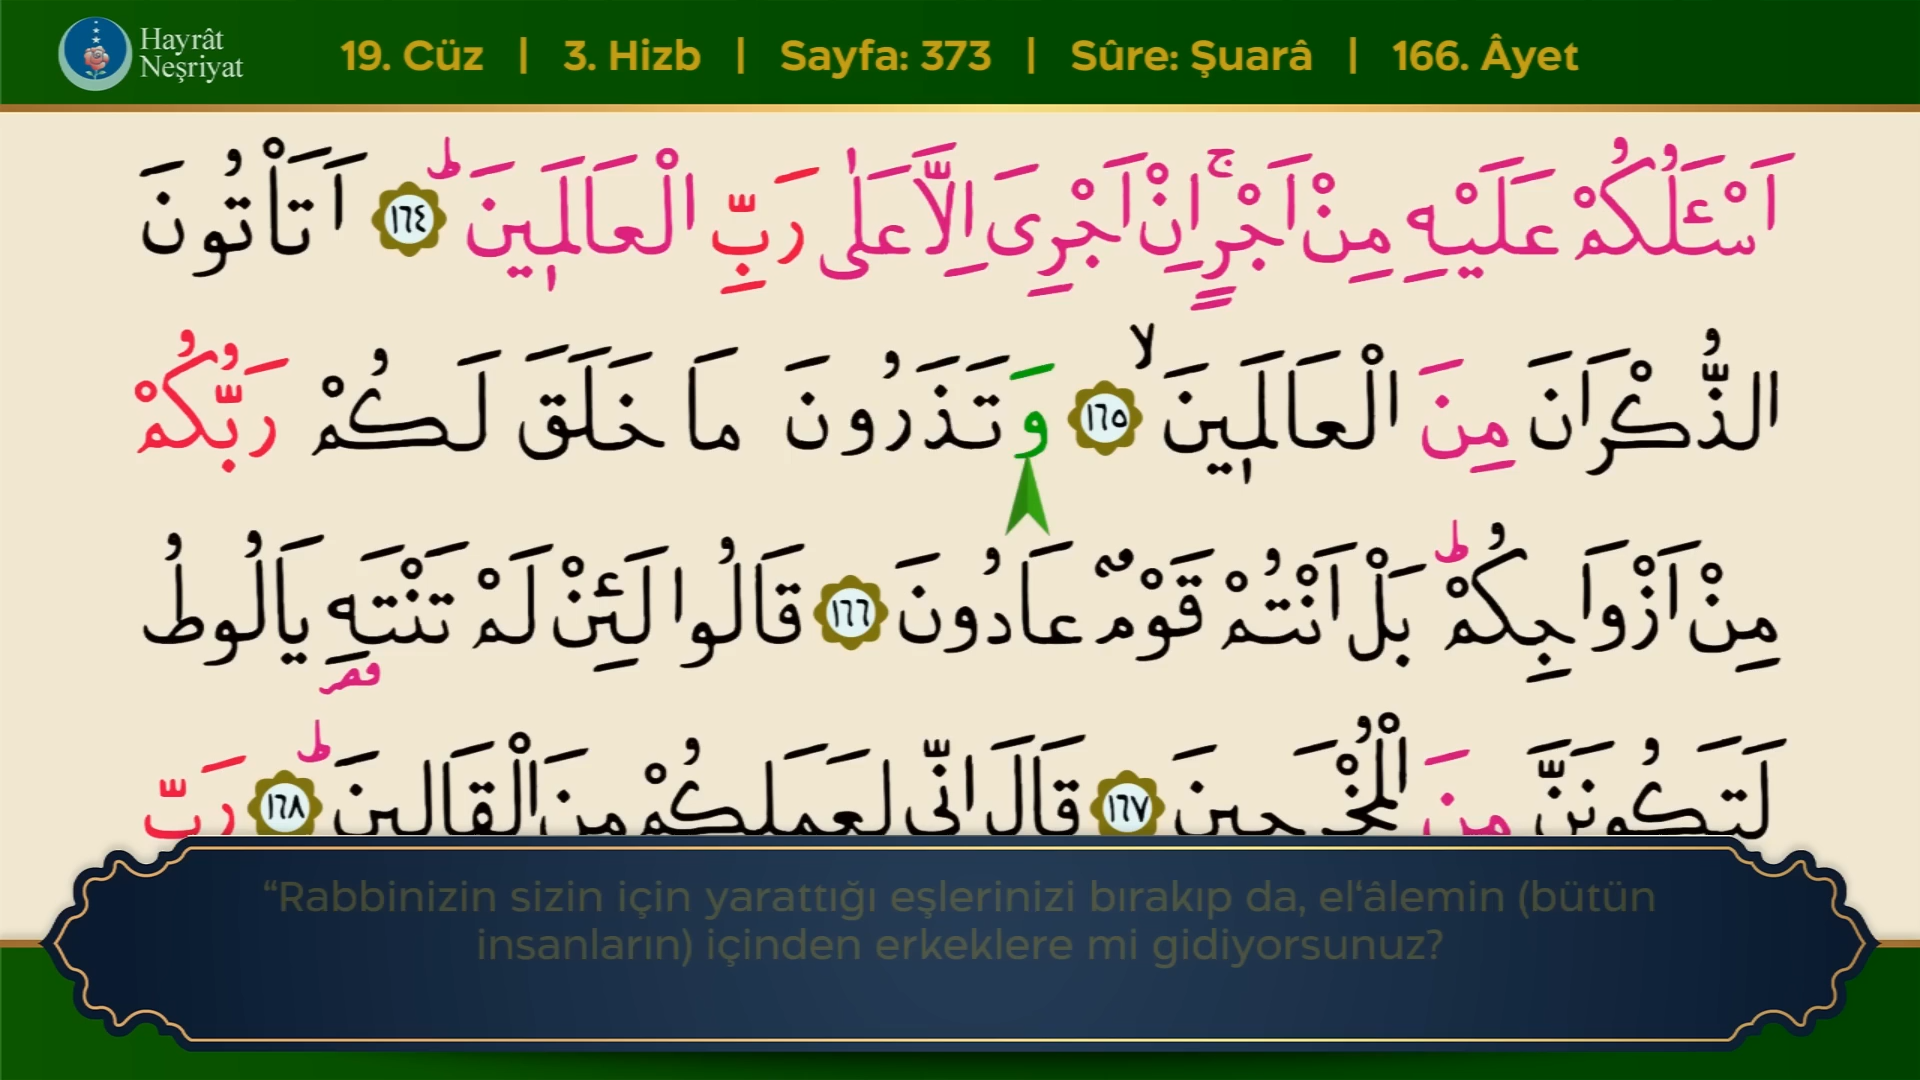 Hayrât
Neşriyat
19. Cüz | 3. Hizb | Sayfa: 373 | Sûre: Şuarâ | 166. Âyet
اَسْـَٔلُكُمْ عَلَيْهِ مِنْ اَجْرٍۚ اِنْ اَجْرِىَ اِلَّا عَلٰى رَبِّ الْعَالَم۪ينَۜ ﴿١٦٤﴾ اَتَأْتُونَ
الذُّكْرَانَ مِنَ الْعَالَم۪ينَۙ ﴿١٦٥﴾ وَتَذَرُونَ مَا خَلَقَ لَكُمْ رَبُّكُمْ
مِنْ اَزْوَاجِكُمْۜ بَلْ اَنْتُمْ قَوْمٌ عَادُونَ ﴿١٦٦﴾ قَالُوا لَئِنْ لَمْ تَنْتَهِ يَالُوطُ
لَتَكُونَنَّ مِنَ الْمُخْرَجِينَ ﴿١٦٧﴾ قَالَ اِنّى لِعَمَلِكُمْ مِنَ الْقَالِينَۜ ﴿١٦٨﴾ رَبِّ
“Rabbinizin sizin için yarattığı eşlerinizi bırakıp da, el‘âlemin (bütün
insanların) içinden erkeklere mi gidiyorsunuz?